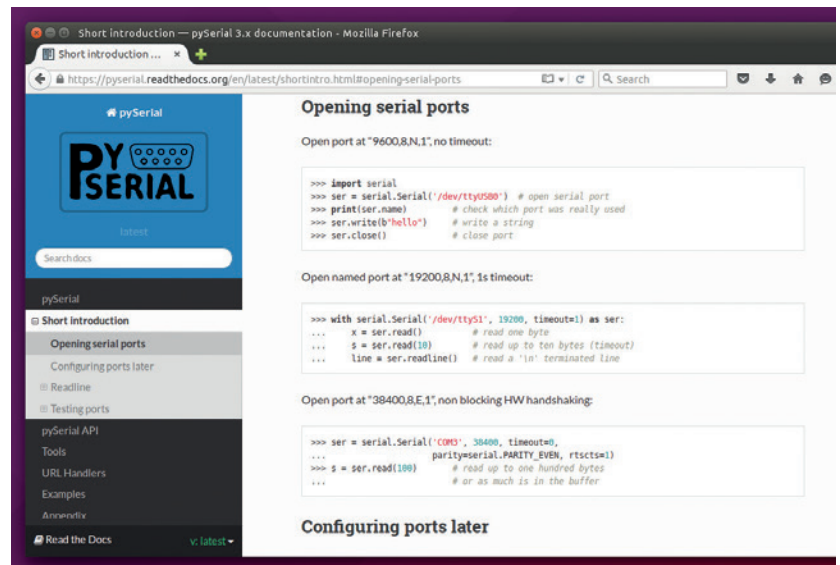 Short introduction — pySerial 3.x documentation - Mozilla Firefox
Short introduction ...
https://pyserial.readthedocs.org/en/latest/shortintro.html#opening-serial-ports
Search
pySerial
PY
SERIAL
latest
Search docs
pySerial
Short introduction
Opening serial ports
Configuring ports later
Readline
Testing ports
pySerial API
Tools
URL Handlers
Examples
Appendix
Read the Docs
v: latest
Opening serial ports
Open port at "9600,8,N,1", no timeout:
>>> import serial
>>> ser = serial.Serial('/dev/ttyUSB0') # open serial port
>>> print(ser.name) # check which port was really used
>>> ser.write(b"hello") # write a string
>>> ser.close() # close port
Open named port at "19200,8,N,1", 1s timeout:
>>> with serial.Serial('/dev/ttyS1', 19200, timeout=1) as ser:
... x = ser.read() # read one byte
... s = ser.read(10) # read up to ten bytes (timeout)
... line = ser.readline() # read a '\n' terminated line
Open port at "38400,8,E,1", non blocking HW handshaking:
>>> ser = serial.Serial('COM3', 38400, timeout=0,
... parity=serial.PARITY_EVEN, rtscts=1)
>>> s = ser.read(100) # read up to one hundred bytes
... # or as much is in the buffer
Configuring ports later